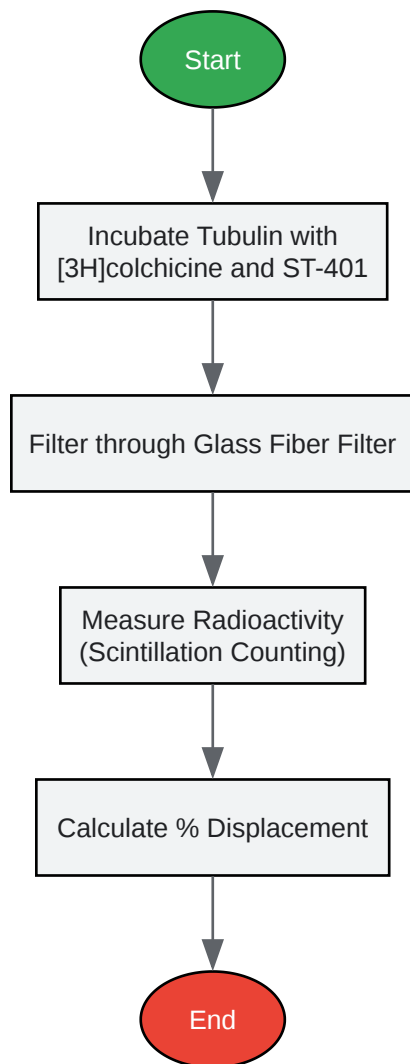 Start
Incubate Tubulin with
[3H]colchicine and ST-401
Filter through Glass Fiber Filter
Measure Radioactivity
(Scintillation Counting)
Calculate % Displacement
End